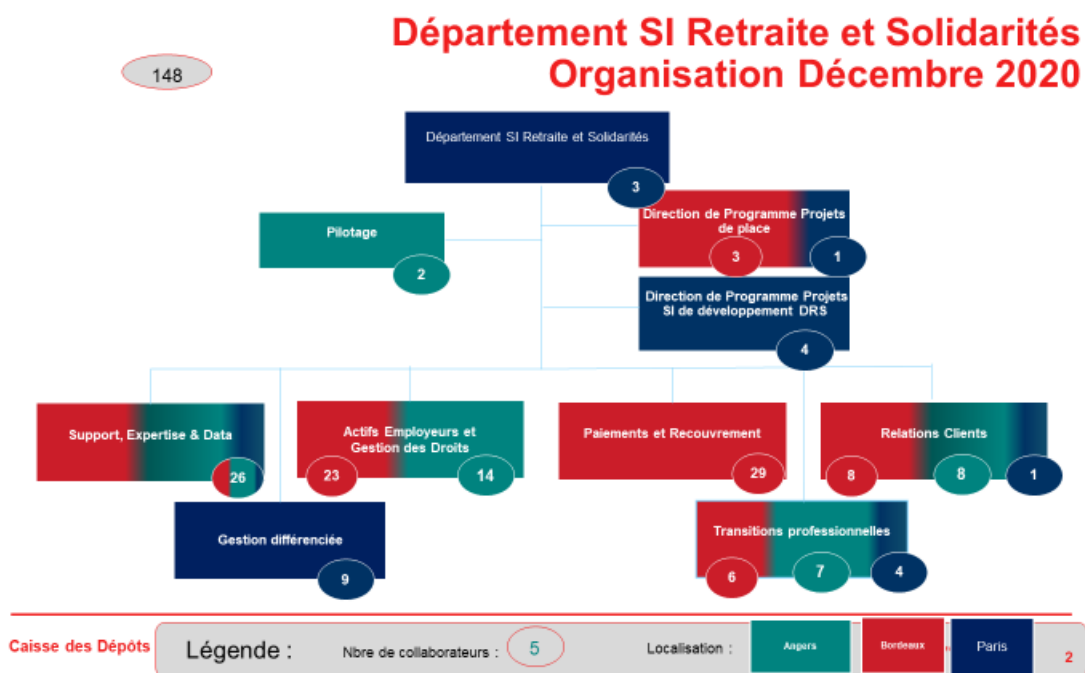 Département SI Retraite et Solidarités
Organisation Décembre 2020
148
Département SI Retraite et Solidarités
3
Direction de Programme Projets
de place
3
1
Pilotage
2
Direction de Programme Projets
SI de développement DRS
4
Support, Expertise & Data
26
Actifs Employeurs et
Gestion des Droits
23
14
Paiements et Recouvrement
29
Relations Clients
8
8
1
Gestion différenciée
9
Transitions professionnelles
6
7
4
Caisse des Dépôts
Légende :
Nbre de collaborateurs :
5
Localisation :
Angers
Bordeaux
Paris
2